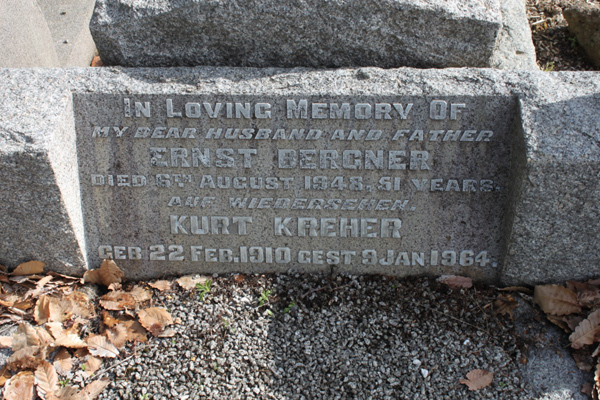 In Loving Memory Of
MY DEAR HUSBAND AND FATHER
ERNST BERGNER
DIED 6TH AUGUST 1948, 51 YEARS.
AUF WIEDERSEHEN.
KURT KREHER
GEB 22 FEB. 1910 GEST 9 JAN 1964.